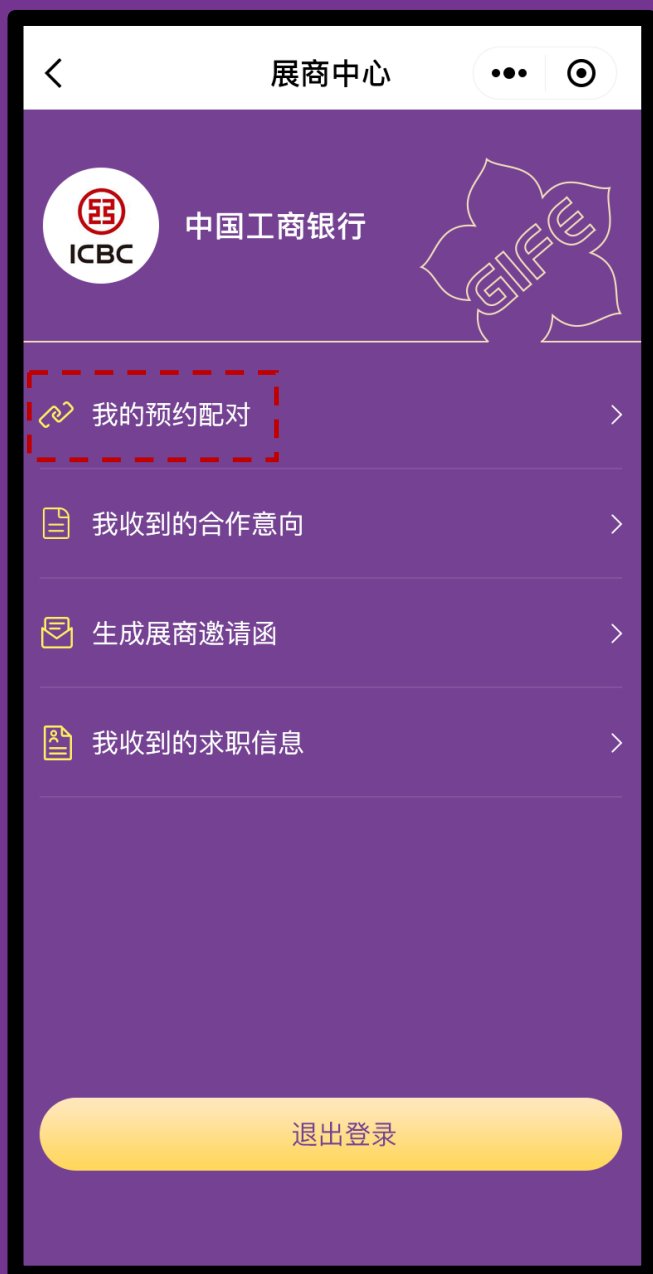 展商中心
ICBC
中国工商银行
GIFE
我的预约配对
我收到的合作意向
生成展商邀请函
我收到的求职信息
退出登录